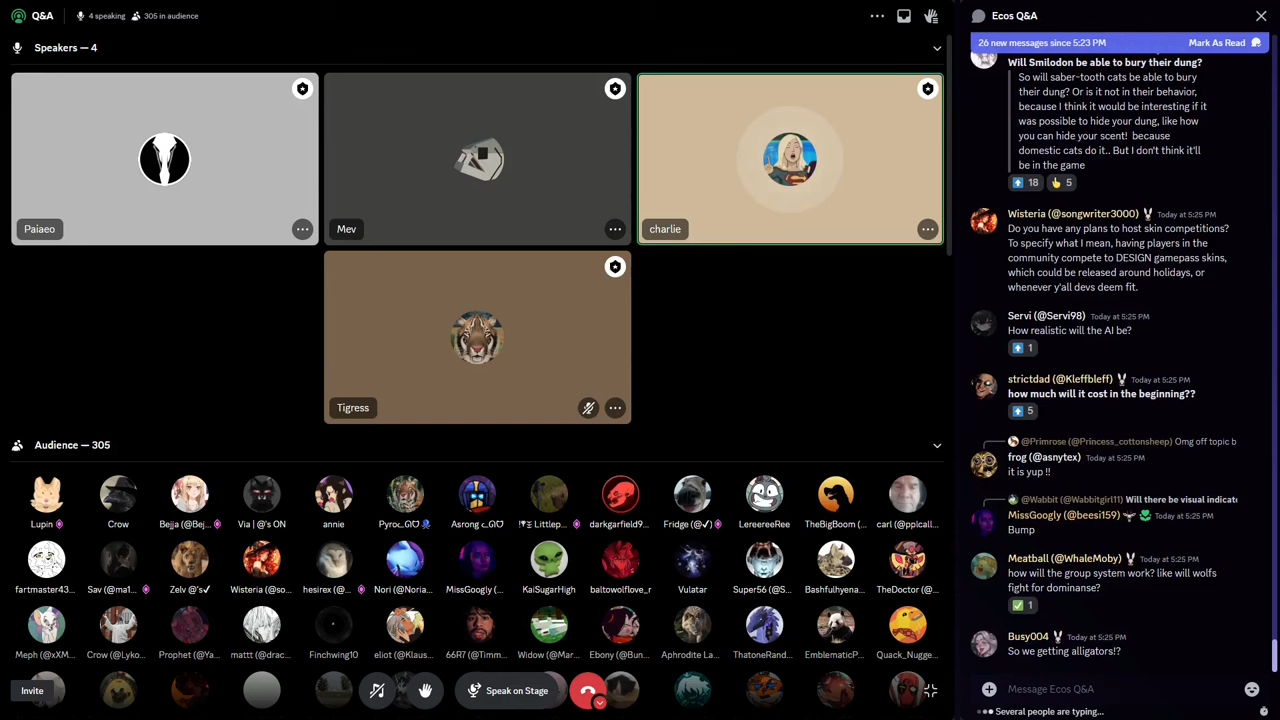 Q&A
4 speaking
305 in audience
Speakers — 4
Paiaeo
Mev
charlie
Tigress
Audience — 305
Lupin
Crow
Bejja (@Bej...
Via | @'s ON
annie
Asrong
Littlep...
darkgarfield9...
Fridge (@✓)
LereereeRee
TheBigBoom (...
carl (@pplcall...
fartmaster43...
Sav (@ma1...
Zelv @'s✓
Wisteria (@so...
hesirex (@...
Nori (@Noria...
MissGoogly (...
KaiSugarHigh
baltowolflove_r
Vulatar
Super56 (@S...
Bashfulhyena...
TheDoctor (@...
Meph (@xXM...
Crow (@Lyko...
Prophet (@Ya...
mattt (@drac...
Finchwing10
eliot (@Klaus...
66R7 (@Timm...
Widow (@Mar...
Ebony (@Bun...
Aphrodite La...
ThatoneRand...
EmblematicP...
Quack_Nugge...
Invite
Speak on Stage
Ecos Q&A
26 new messages since 5:23 PM
Mark As Read
Will Smilodon be able to bury their dung?
So will saber-tooth cats be able to bury
their dung? Or is it not in their behavior,
because I think it would be interesting if it
was possible to hide your dung, like how
you can hide your scent! because
domestic cats do it.. But I don't think it'll
be in the game
18
5
Wisteria (@songwriter3000) Today at 5:25 PM
Do you have any plans to host skin competitions?
To specify what I mean, having players in the
community compete to DESIGN gamepass skins,
which could be released around holidays, or
whenever y'all devs deem fit.
Servi (@Servi98) Today at 5:25 PM
How realistic will the AI be?
1
strictdad (@Kleffbleff) Today at 5:25 PM
how much will it cost in the beginning??
5
@Primrose (@Princess_cottonsheep) Omg off topic b
frog (@asnytex) Today at 5:25 PM
it is yup !!
@Wabbit (@Wabbitgirl111) Will there be visual indicate
MissGoogly (@beesi159) Today at 5:25 PM
Bump
Meatball (@WhaleMoby) Today at 5:25 PM
how will the group system work? like will wolfs
fight for dominanse?
1
Busy004 Today at 5:25 PM
So we getting alligators!?
Message Ecos Q&A
Several people are typing...